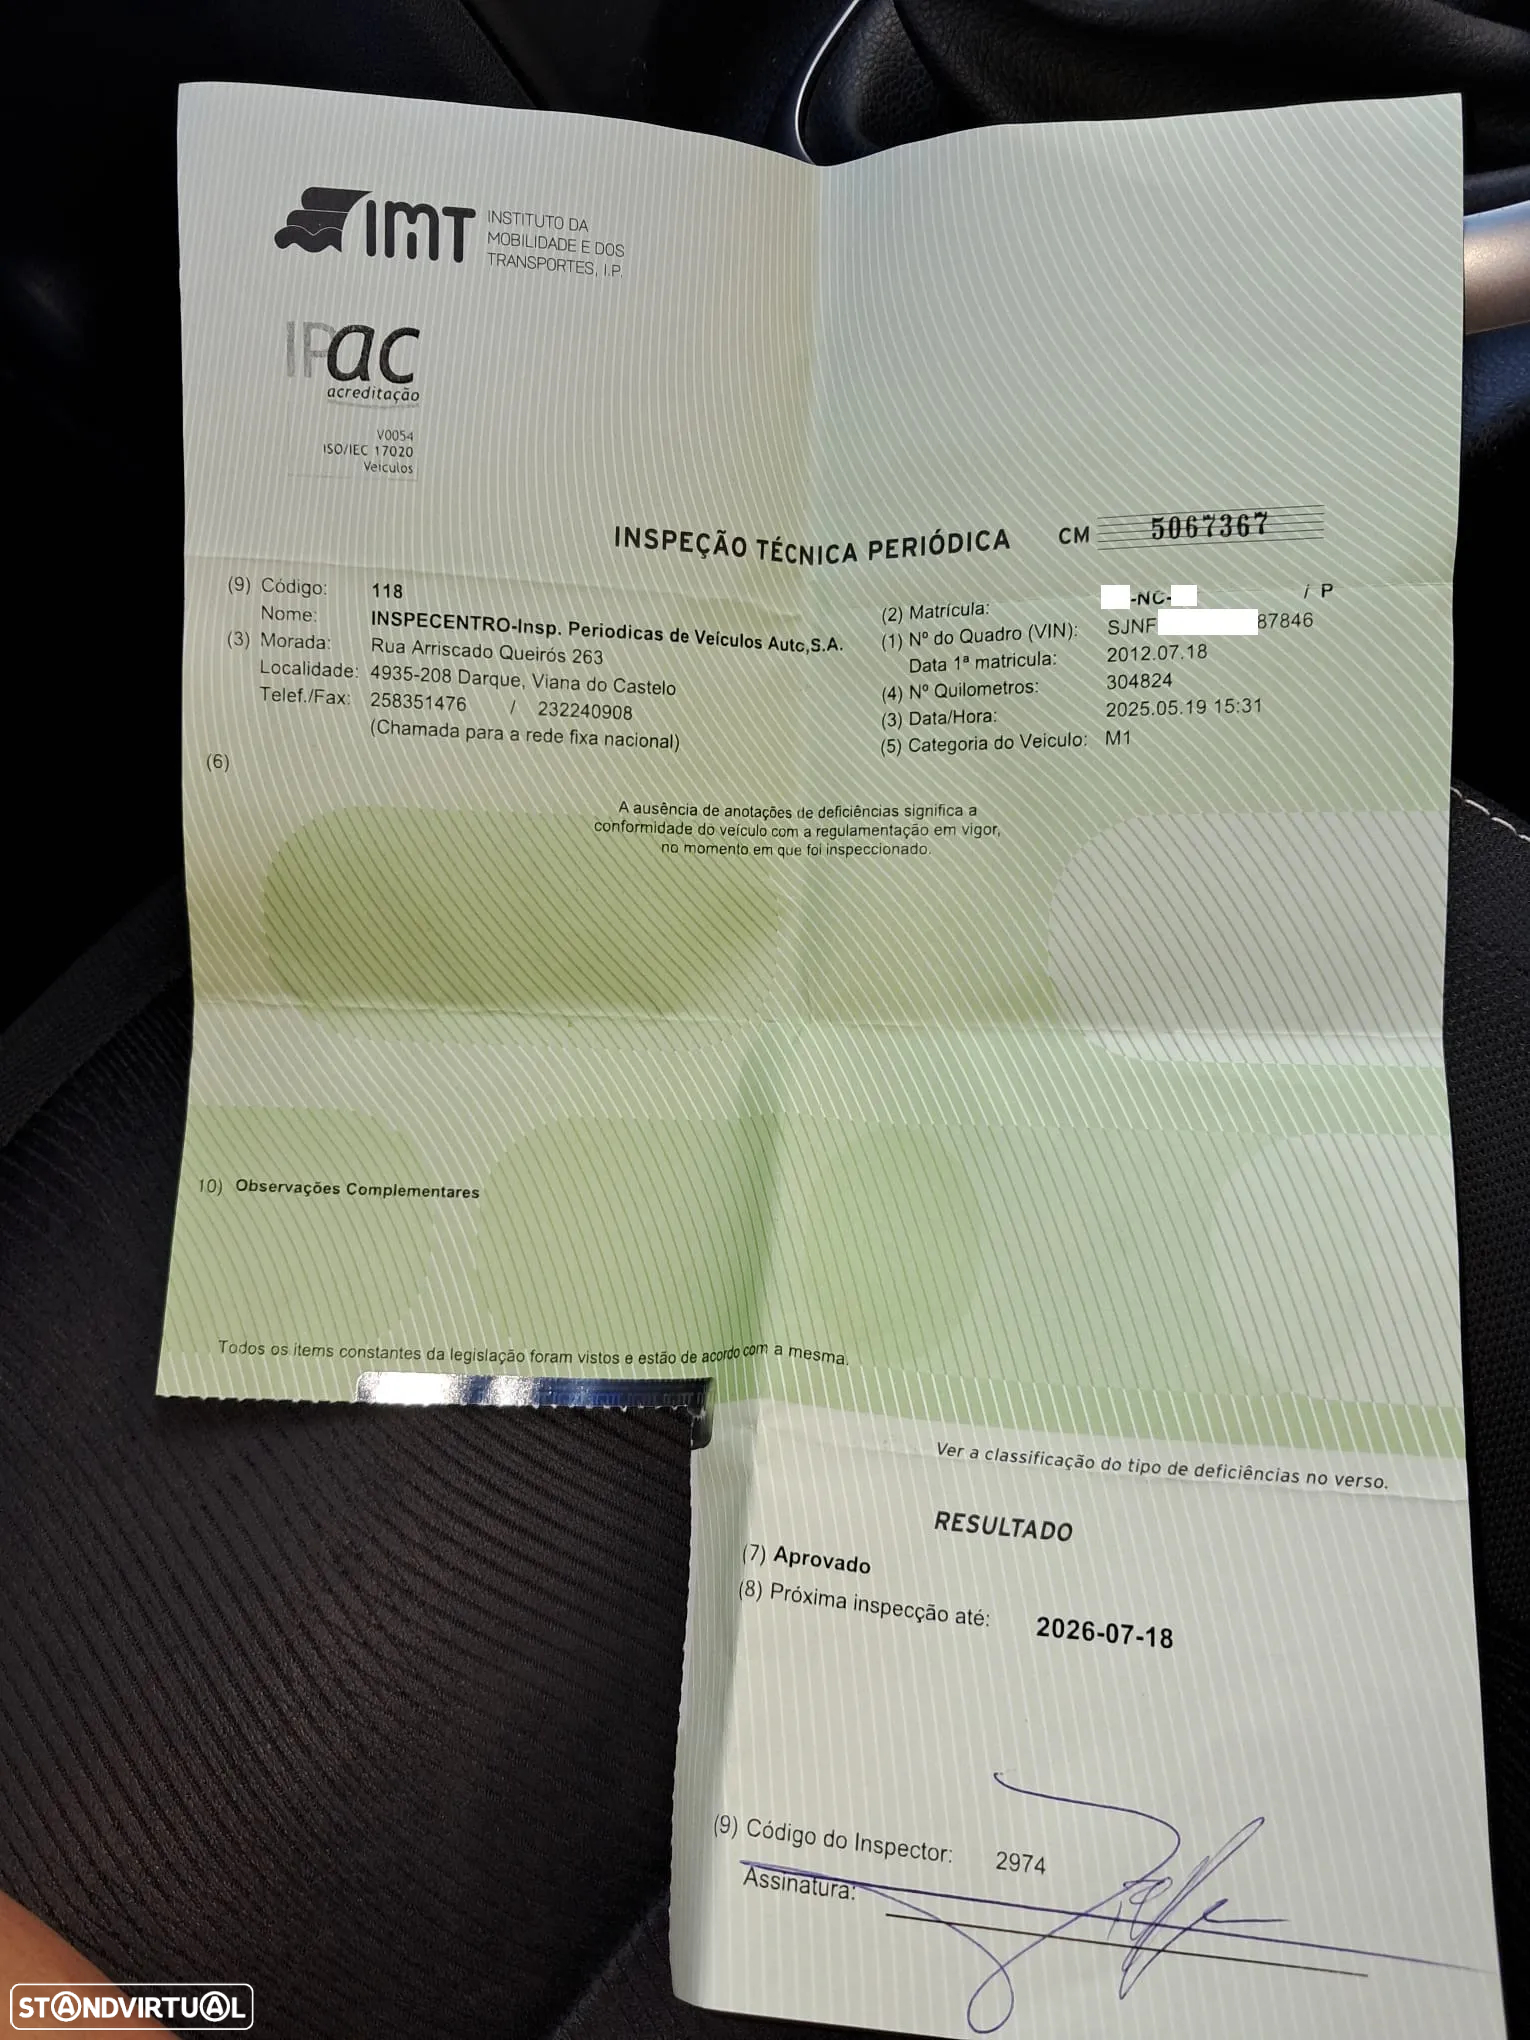 IMT INSTITUTO DA
MOBILIDADE E DOS
TRANSPORTES, I.P.
IPac
acreditação
V0054
ISO/IEC 17020
Veículos
INSPEÇÃO TÉCNICA PERIÓDICA CM 5067367
(9) Código: 118
Nome: INSPECENTRO-Insp. Periodicas de Veículos Auto,S.A.
(3) Morada: Rua Arriscado Queirós 263
Localidade: 4935-208 Darque, Viana do Castelo
Telef./Fax: 258351476 / 232240908
(Chamada para a rede fixa nacional)
(2) Matrícula: -NC- / P
(1) Nº do Quadro (VIN): SJNF 87846
Data 1ª matricula: 2012.07.18
(4) Nº Quilometros: 304824
(3) Data/Hora: 2025.05.19 15:31
(5) Categoria do Veiculo: M1
(6)
A ausência de anotações de deficiências significa a
conformidade do veículo com a regulamentação em vigor,
no momento em que foi inspeccionado.
10) Observações Complementares
Todos os items constantes da legislação foram vistos e estão de acordo com a mesma.
Ver a classificação do tipo de deficiências no verso.
RESULTADO
(7) Aprovado
(8) Próxima inspecção até: 2026-07-18
(9) Código do Inspector: 2974
Assinatura:
STANDVIRTUAL